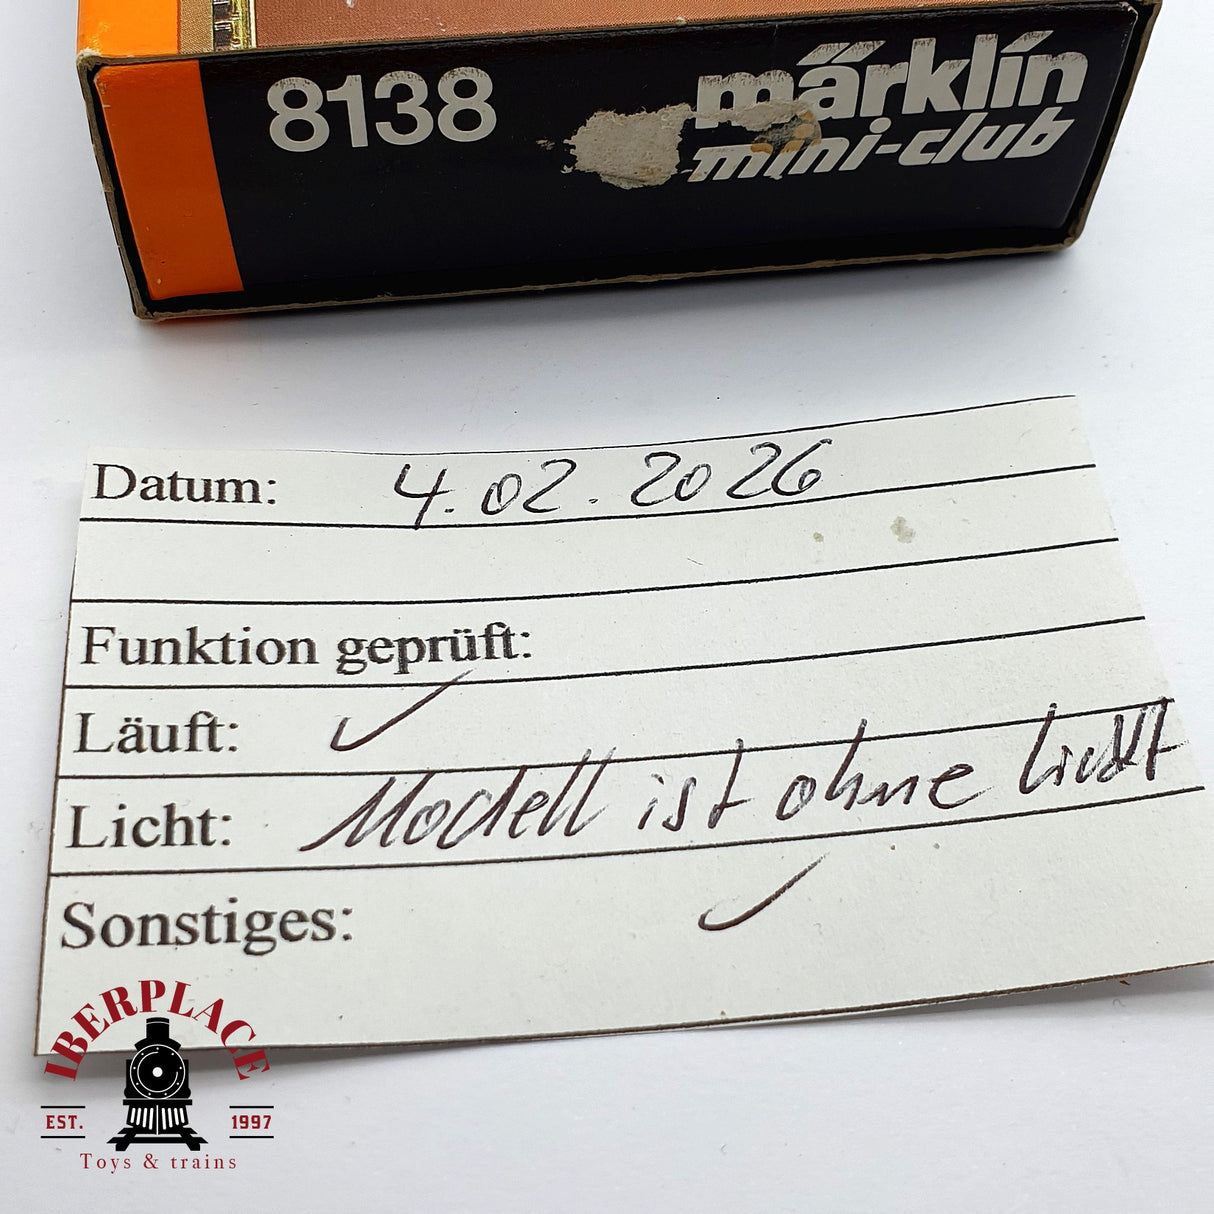 8138
märklin
mini-club
Datum: 4.02.2026
Funktion geprüft:
Läuft: ✓
Licht: Modell ist ohne Licht
Sonstiges: ✓
IBERPLACE
EST. 1997
Toys & trains